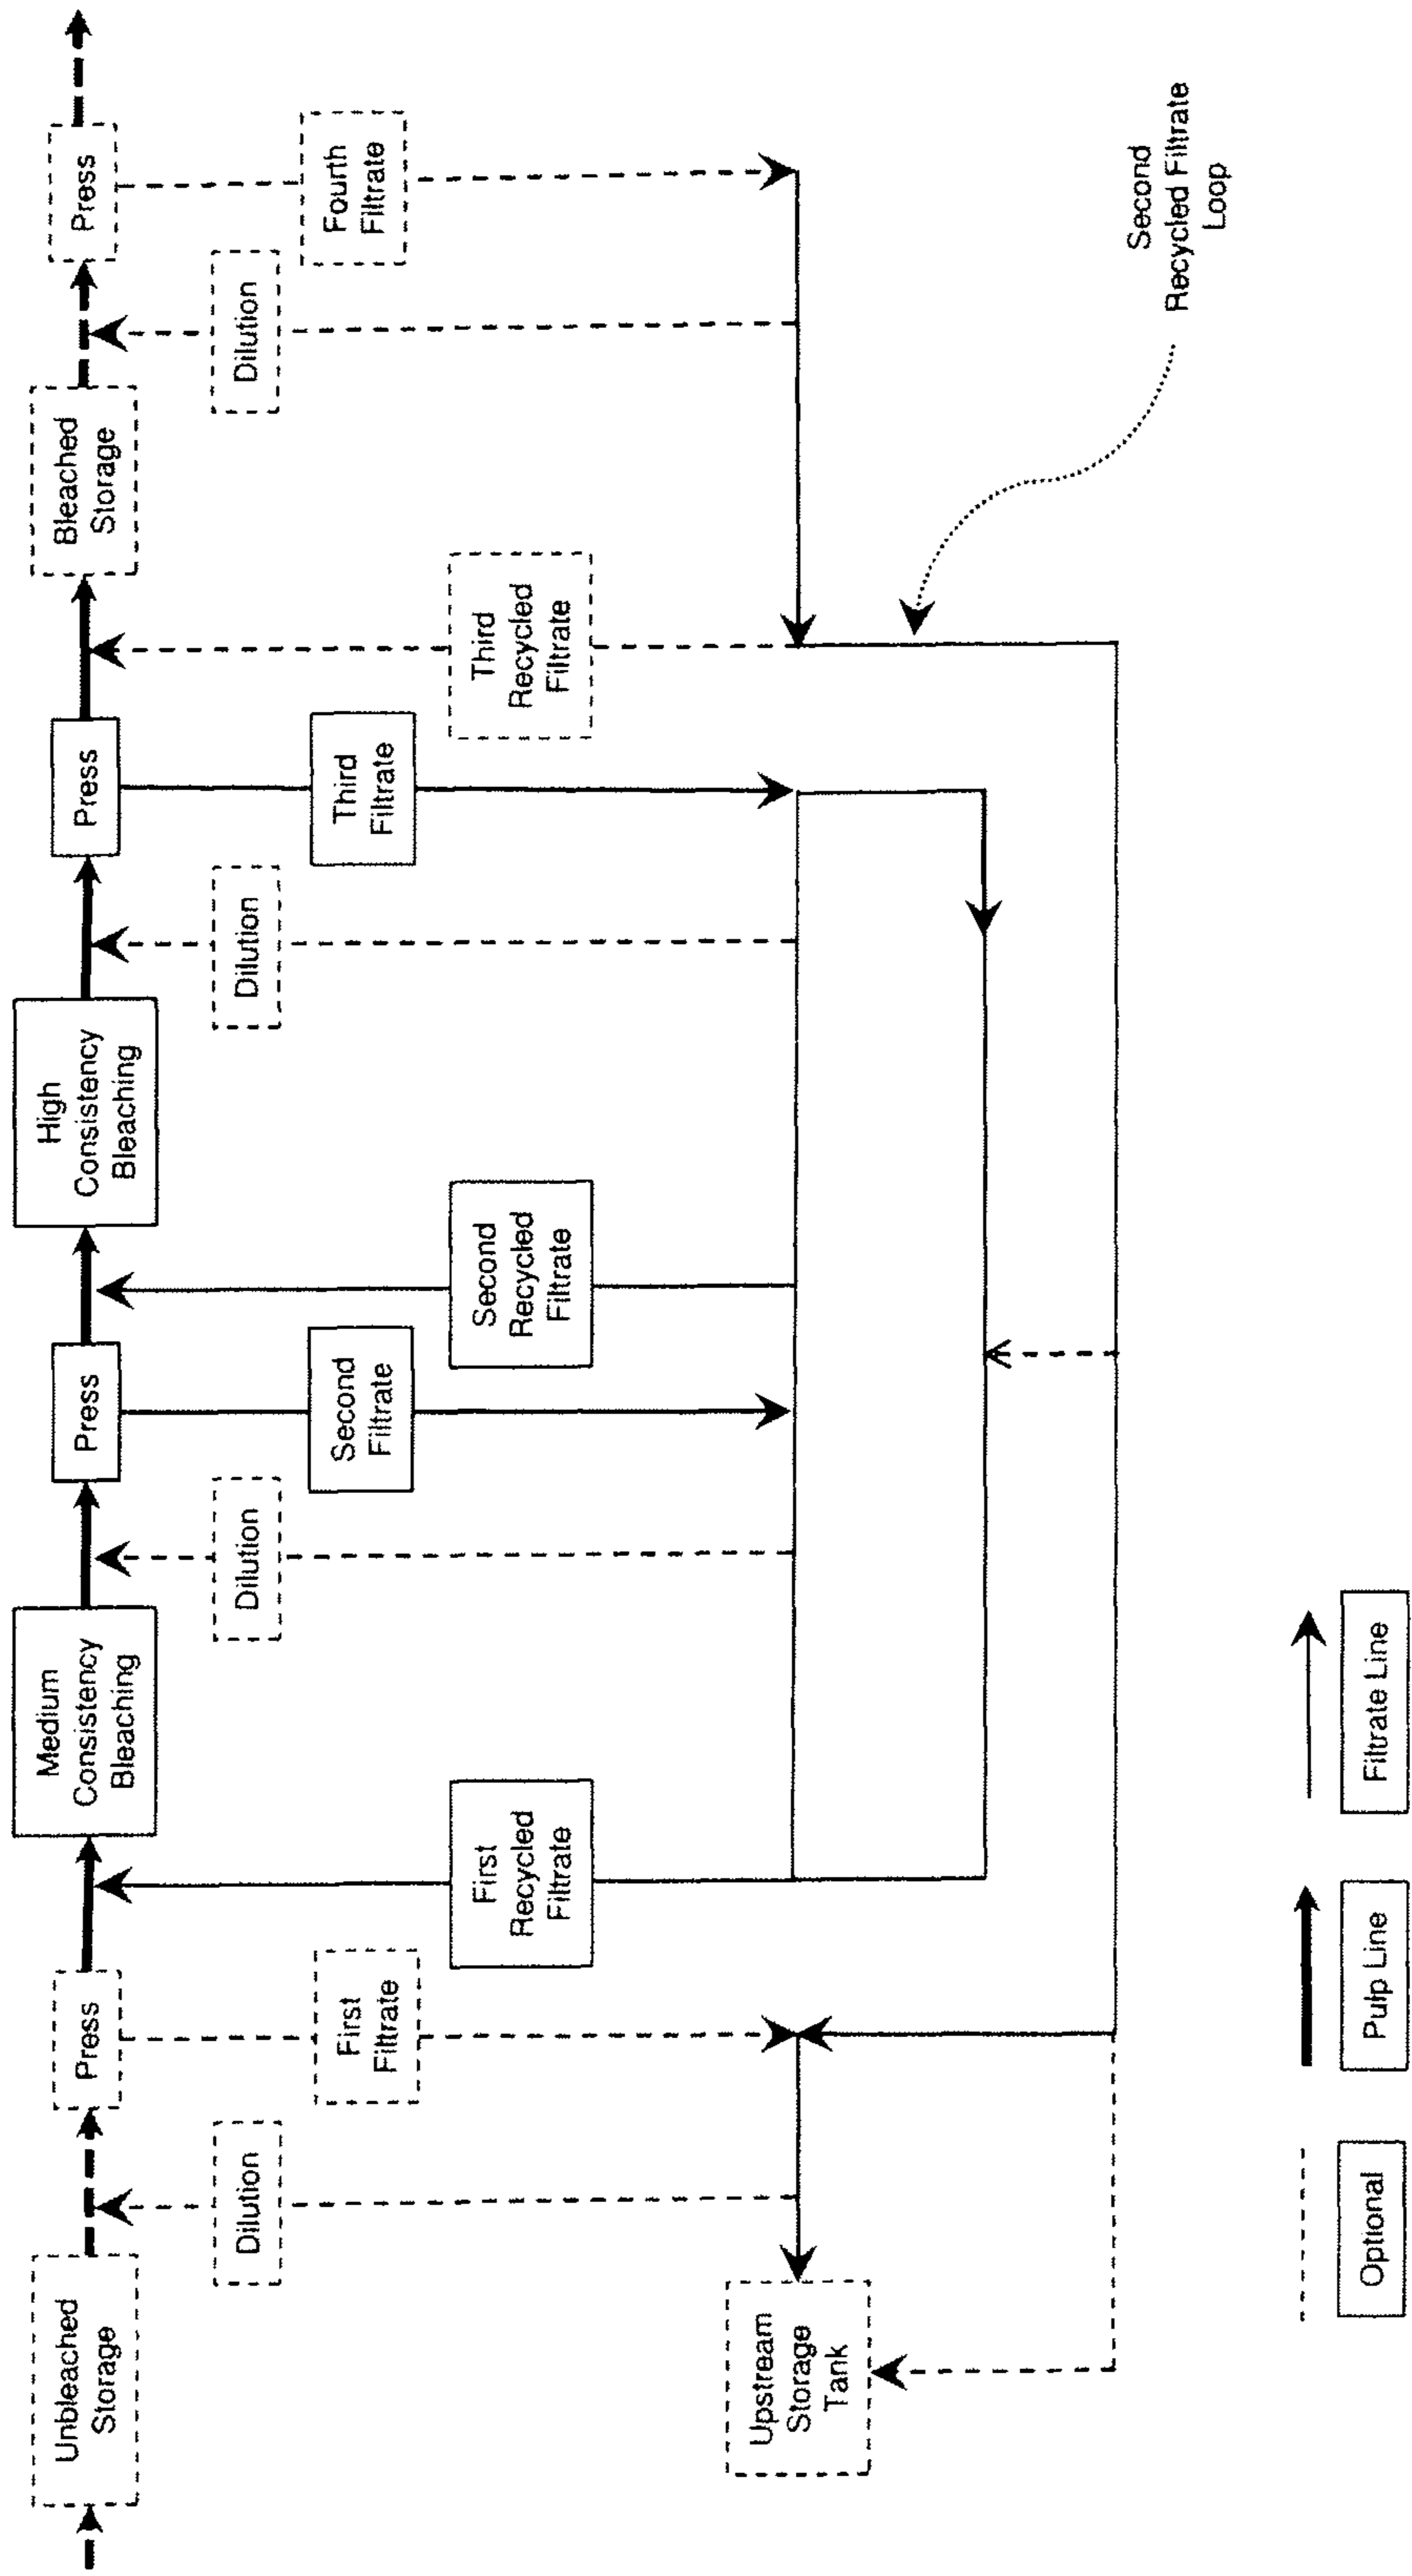 Unbleached
Storage
Press
Medium
Consistency
Bleaching
Press
High
Consistency
Bleaching
Press
Bleached
Storage
Press
Dilution
Dilution
Dilution
Dilution
First
Filtrate
Second
Filtrate
Third
Filtrate
Fourth
Filtrate
First
Recycled
Filtrate
Second
Recycled
Filtrate
Third
Recycled
Filtrate
Upstream
Storage
Tank
Second
Recycled Filtrate
Loop
Optional
Pulp Line
Filtrate Line